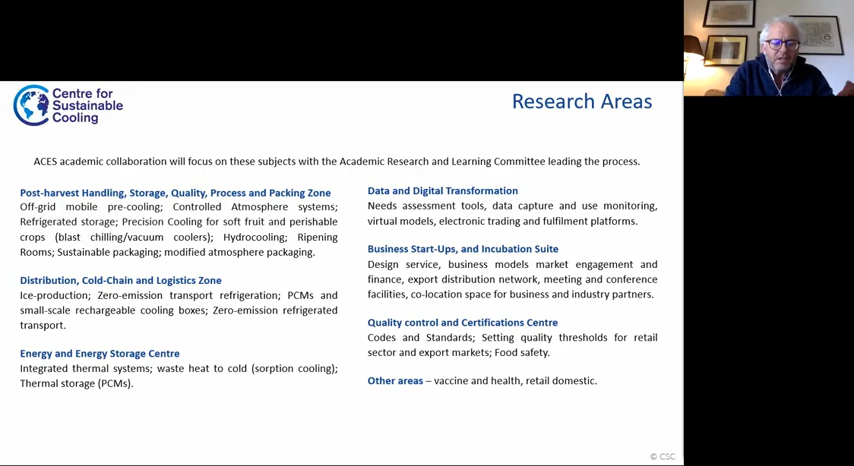 Centre for
Sustainable
Cooling
Research Areas
ACES academic collaboration will focus on these subjects with the Academic Research and Learning Committee leading the process.
Post-harvest Handling, Storage, Quality, Process and Packing Zone
Off-grid mobile pre-cooling; Controlled Atmosphere systems;
Refrigerated storage; Precision Cooling for soft fruit and perishable
crops (blast chilling/vacuum coolers); Hydrocooling; Ripening
Rooms; Sustainable packaging; modified atmosphere packaging.
Distribution, Cold-Chain and Logistics Zone
Ice-production; Zero-emission transport refrigeration; PCMs and
small-scale rechargeable cooling boxes; Zero-emission refrigerated
transport.
Energy and Energy Storage Centre
Integrated thermal systems; waste heat to cold (sorption cooling);
Thermal storage (PCMs).
Data and Digital Transformation
Needs assessment tools, data capture and use monitoring,
virtual models, electronic trading and fulfilment platforms.
Business Start-Ups, and Incubation Suite
Design service, business models market engagement and
finance, export distribution network, meeting and conference
facilities, co-location space for business and industry partners.
Quality control and Certifications Centre
Codes and Standards; Setting quality thresholds for retail
sector and export markets; Food safety.
Other areas – vaccine and health, retail domestic.
© CSC